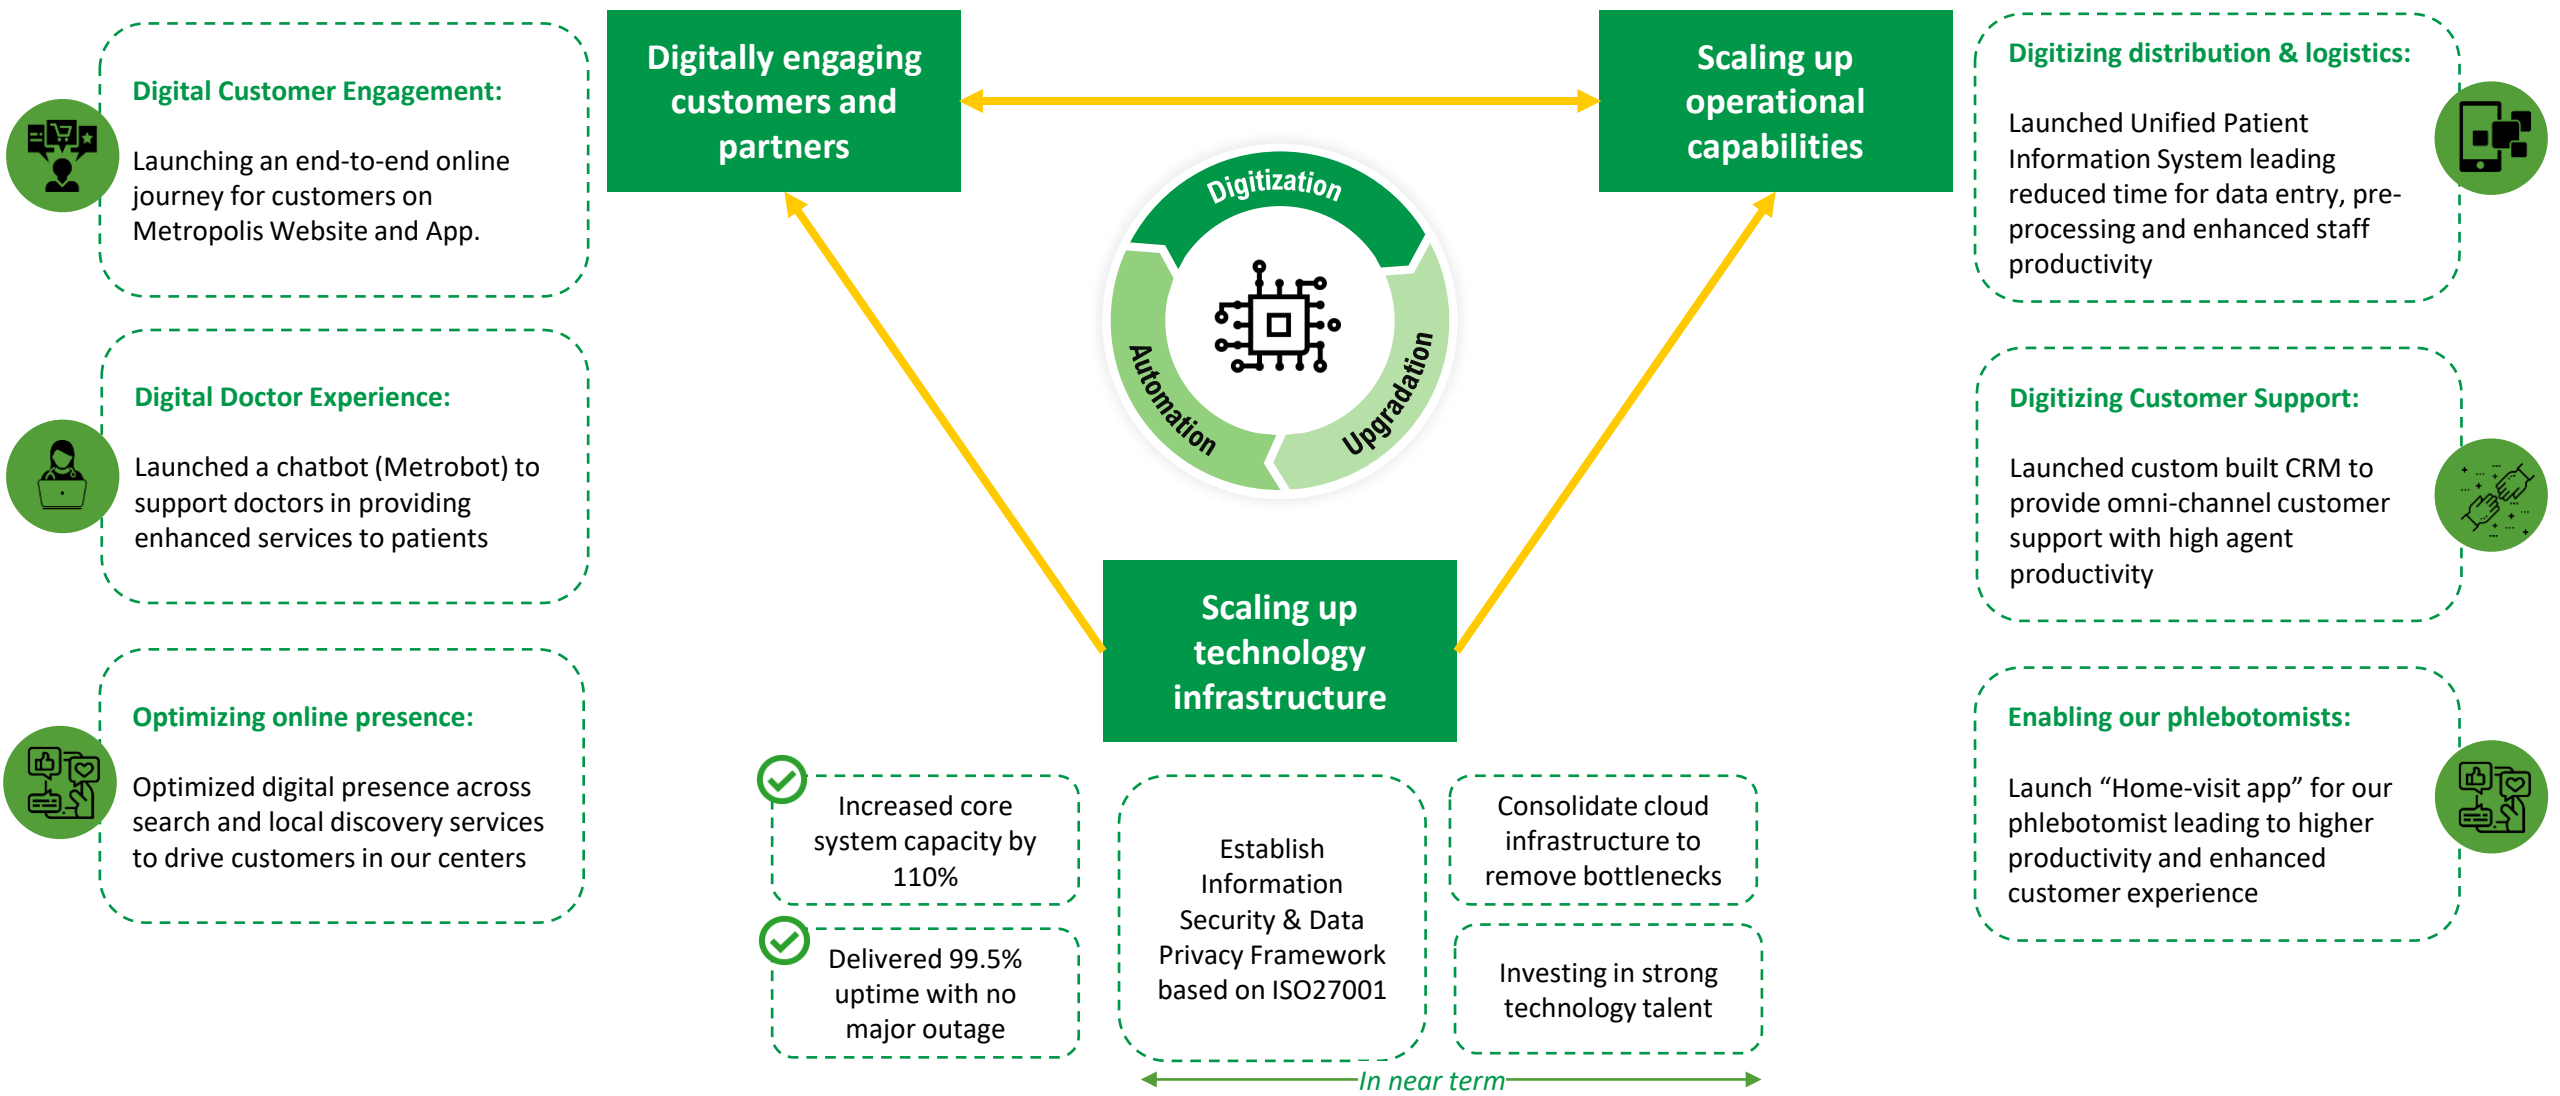 Digital Customer Engagement:
Launching an end-to-end online
journey for customers on
Metropolis Website and App.
Digital Doctor Experience:
Launched a chatbot (Metrobot) to
support doctors in providing
enhanced services to patients
Optimizing online presence:
Optimized digital presence across
search and local discovery services
to drive customers in our centers
Digitally engaging
customers and
partners
Scaling up
operational
capabilities
Digitization
Automation
Upgradation
Scaling up
technology
infrastructure
Increased core
system capacity by
110%
Delivered 99.5%
uptime with no
major outage
Establish
Information
Security & Data
Privacy Framework
based on ISO27001
Consolidate cloud
infrastructure to
remove bottlenecks
Investing in strong
technology talent
In near term
Digitizing distribution & logistics:
Launched Unified Patient
Information System leading
reduced time for data entry, pre-
processing and enhanced staff
productivity
Digitizing Customer Support:
Launched custom built CRM to
provide omni-channel customer
support with high agent
productivity
Enabling our phlebotomists:
Launch “Home-visit app” for our
phlebotomist leading to higher
productivity and enhanced
customer experience